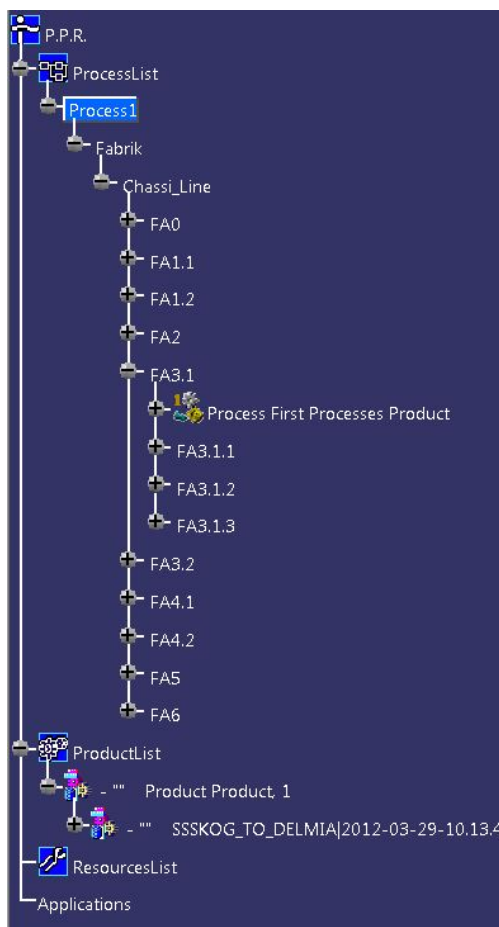 P.P.R.
ProcessList
Process1
Fabrik
Chassi_Line
FA0
FA1.1
FA1.2
FA2
FA3.1
1 Process First Processes Product
FA3.1.1
FA3.1.2
FA3.1.3
FA3.2
FA4.1
FA4.2
FA5
FA6
ProductList
- "" Product Product, 1
- "" SSSKOG_TO_DELMIA|2012-03-29-10.13.4
ResourcesList
Applications